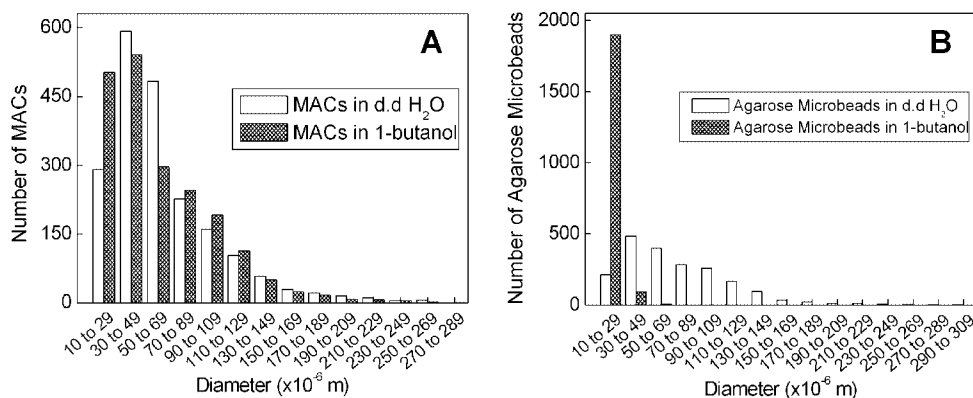 A
Number of MACs
600
450
300
150
0
MACs in d.d H₂O
MACs in 1-butanol
10 to 29
30 to 49
50 to 69
70 to 89
90 to 109
110 to 129
130 to 149
150 to 169
170 to 189
190 to 209
210 to 229
230 to 249
250 to 269
270 to 289
Diameter (x10⁻⁶ m)
B
Number of Agarose Microbeads
2000
1500
1000
500
0
Agarose Microbeads in d.d H₂O
Agarose Microbeads in 1-butanol
10 to 29
30 to 49
50 to 69
70 to 89
90 to 109
110 to 129
130 to 149
150 to 169
170 to 189
190 to 209
210 to 229
230 to 249
250 to 269
270 to 289
290 to 309
Diameter (x10⁻⁶ m)